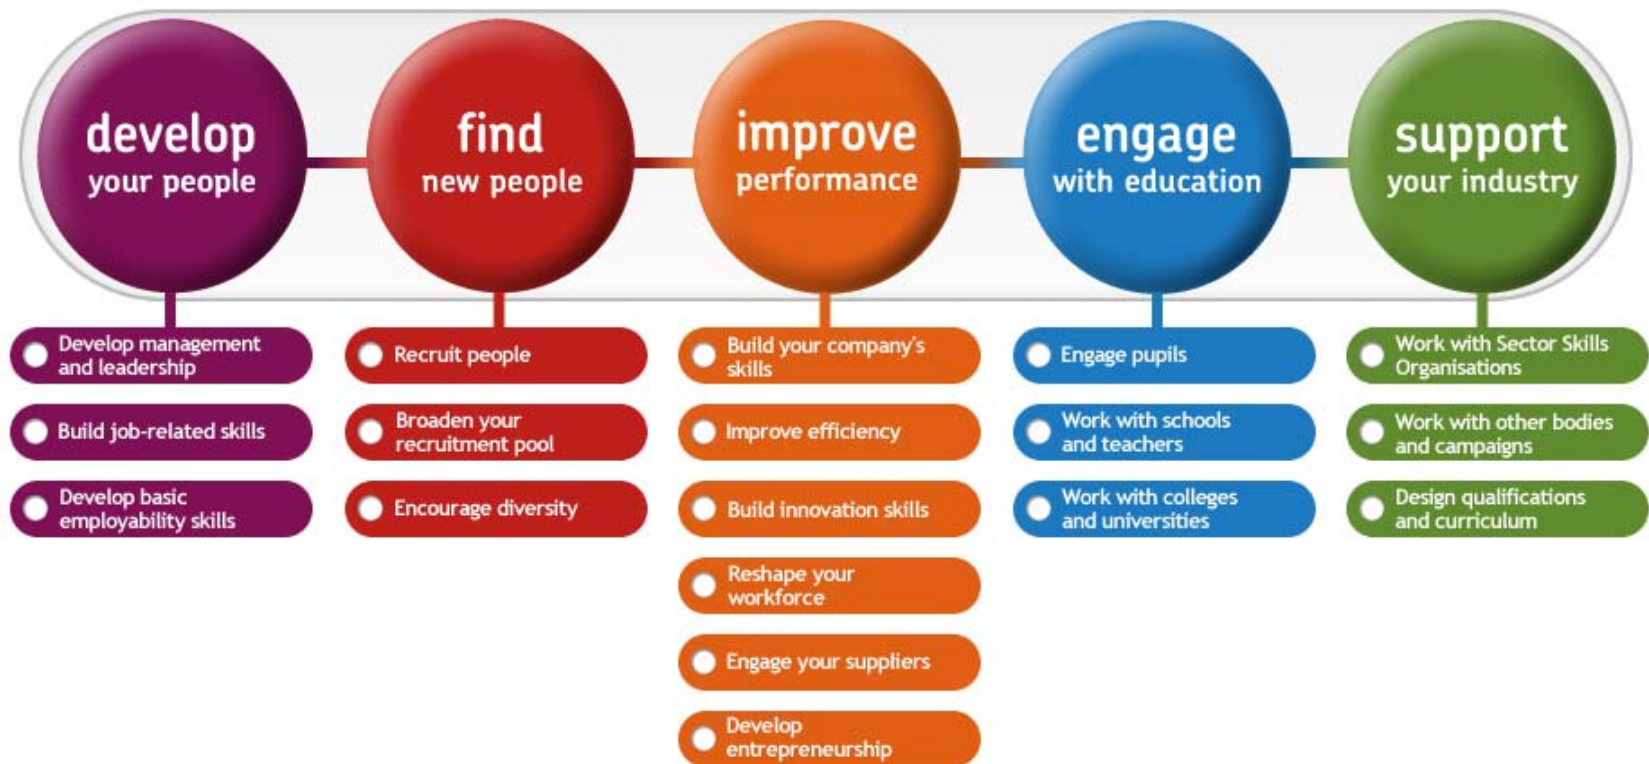 develop
your people
find
new people
improve
performance
engage
with education
support
your industry
Develop management
and leadership
Build job-related skills
Develop basic
employability skills
Recruit people
Broaden your
recruitment pool
Encourage diversity
Build your company's
skills
Improve efficiency
Build innovation skills
Reshape your
workforce
Engage your suppliers
Develop
entrepreneurship
Engage pupils
Work with schools
and teachers
Work with colleges
and universities
Work with Sector Skills
Organisations
Work with other bodies
and campaigns
Design qualifications
and curriculum